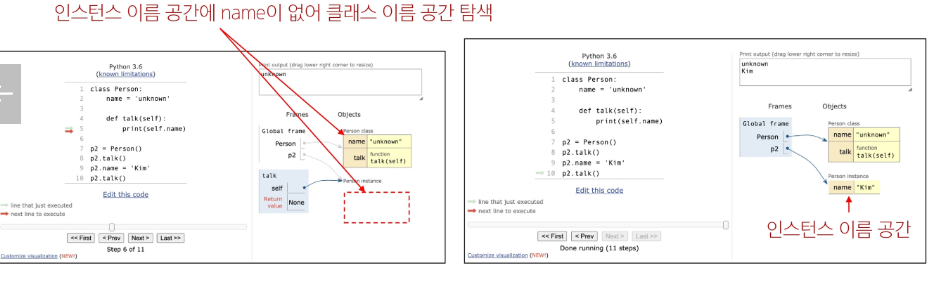 인스턴스 이름 공간에 name이 없어 클래스 이름 공간 탐색
Python 3.6
(known limitations)
1 class Person:
2 name = 'unknown'
3
4 def talk(self):
5 print(self.name)
6
7 p2 = Person()
8 p2.talk()
9 p2.name = 'Kim'
10 p2.talk()
Edit this code
line that just executed
next line to execute
<< First
< Prev
Next >
Last >>
Step 6 of 11
Customize visualization (NEW!)
Print output (drag lower right corner to resize)
unknown
Frames
Objects
Global frame
Person
p2
talk
self
Return value
None
Person class
name "unknown"
talk
function
talk(self)
Person instance
Python 3.6
(known limitations)
1 class Person:
2 name = 'unknown'
3
4 def talk(self):
5 print(self.name)
6
7 p2 = Person()
8 p2.talk()
9 p2.name = 'Kim'
10 p2.talk()
Edit this code
line that just executed
next line to execute
<< First
< Prev
Next >
Last >>
Done running (11 steps)
Customize visualization (NEW!)
Print output (drag lower right corner to resize)
unknown
Kim
Frames
Objects
Global frame
Person
p2
Person class
name "unknown"
talk
function
talk(self)
Person instance
name "Kim"
인스턴스 이름 공간